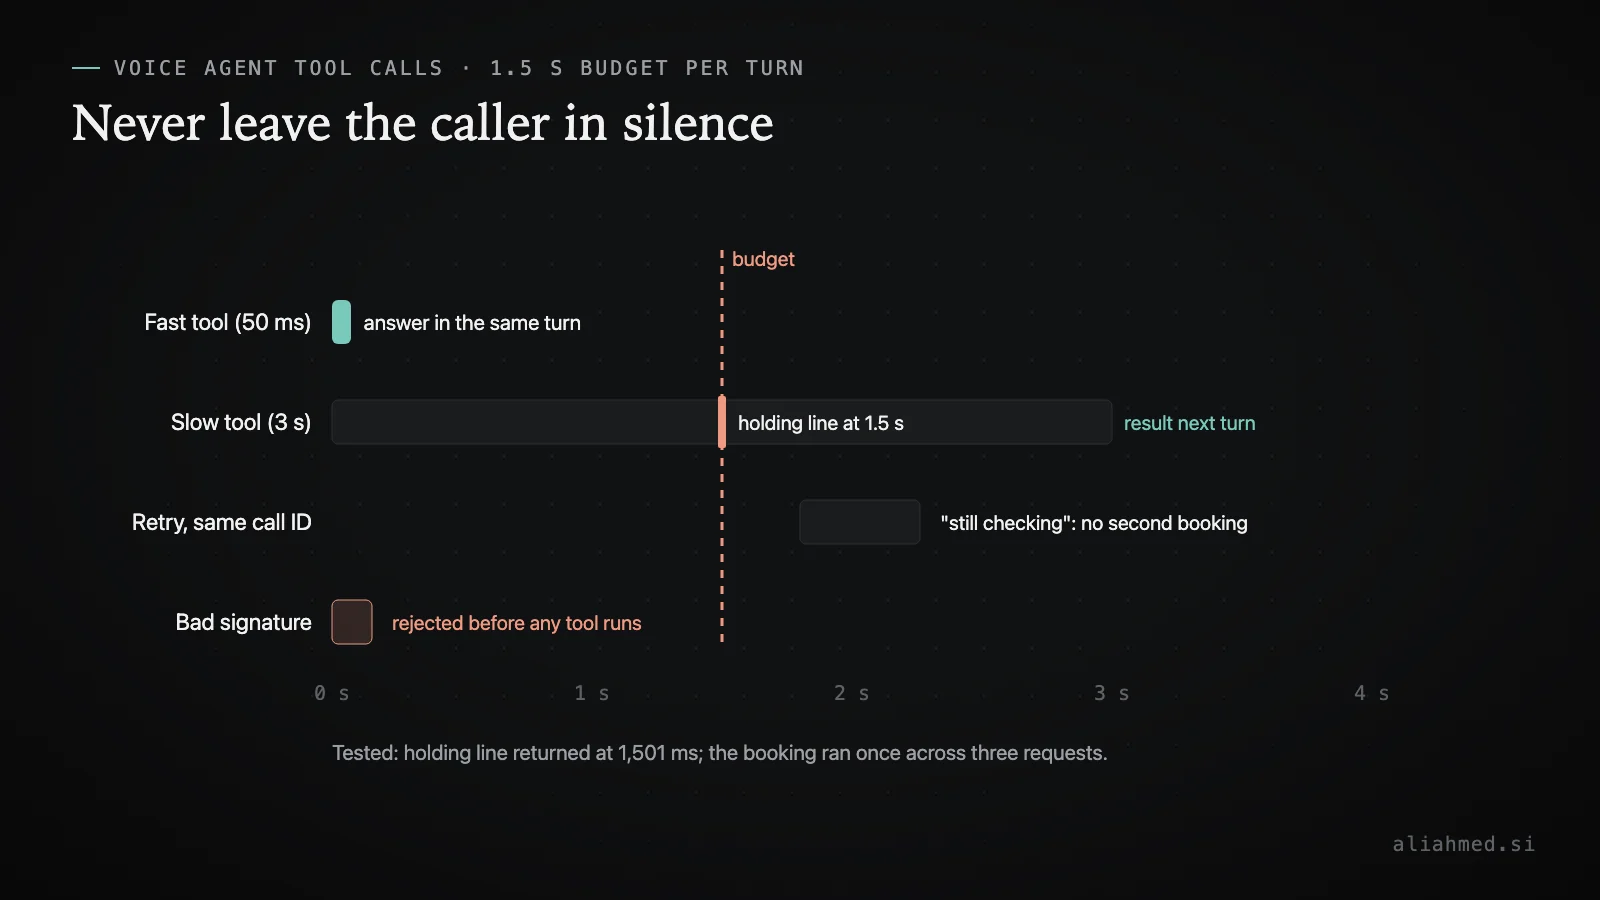 VOICE AGENT TOOL CALLS · 1.5 S BUDGET PER TURN
Never leave the caller in silence
budget
Fast tool (50 ms)
answer in the same turn
Slow tool (3 s)
holding line at 1.5 s
result next turn
Retry, same call ID
"still checking": no second booking
Bad signature
rejected before any tool runs
0 s 1 s 2 s 3 s 4 s
Tested: holding line returned at 1,501 ms; the booking ran once across three requests.
aliahmed.si